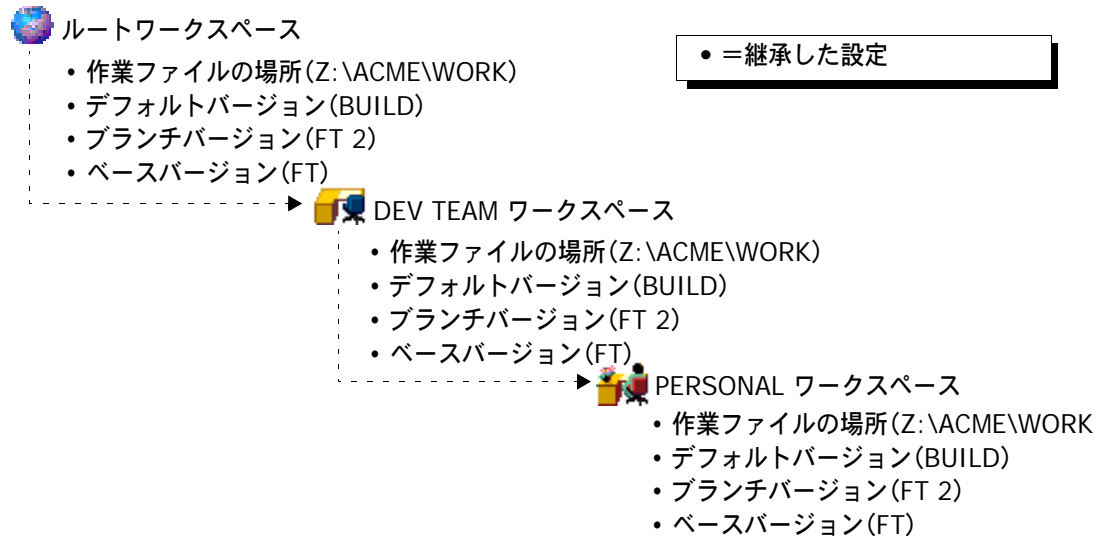 ルートワークスペース
• 作業ファイルの場所(Z:\ACME\WORK)
• デフォルトバージョン(BUILD)
• ブランチバージョン(FT 2)
• ベースバージョン(FT)
• =継承した設定
DEV TEAM ワークスペース
• 作業ファイルの場所(Z:\ACME\WORK)
• デフォルトバージョン(BUILD)
• ブランチバージョン(FT 2)
• ベースバージョン(FT)
PERSONAL ワークスペース
• 作業ファイルの場所(Z:\ACME\WORK
• デフォルトバージョン(BUILD)
• ブランチバージョン(FT 2)
• ベースバージョン(FT)